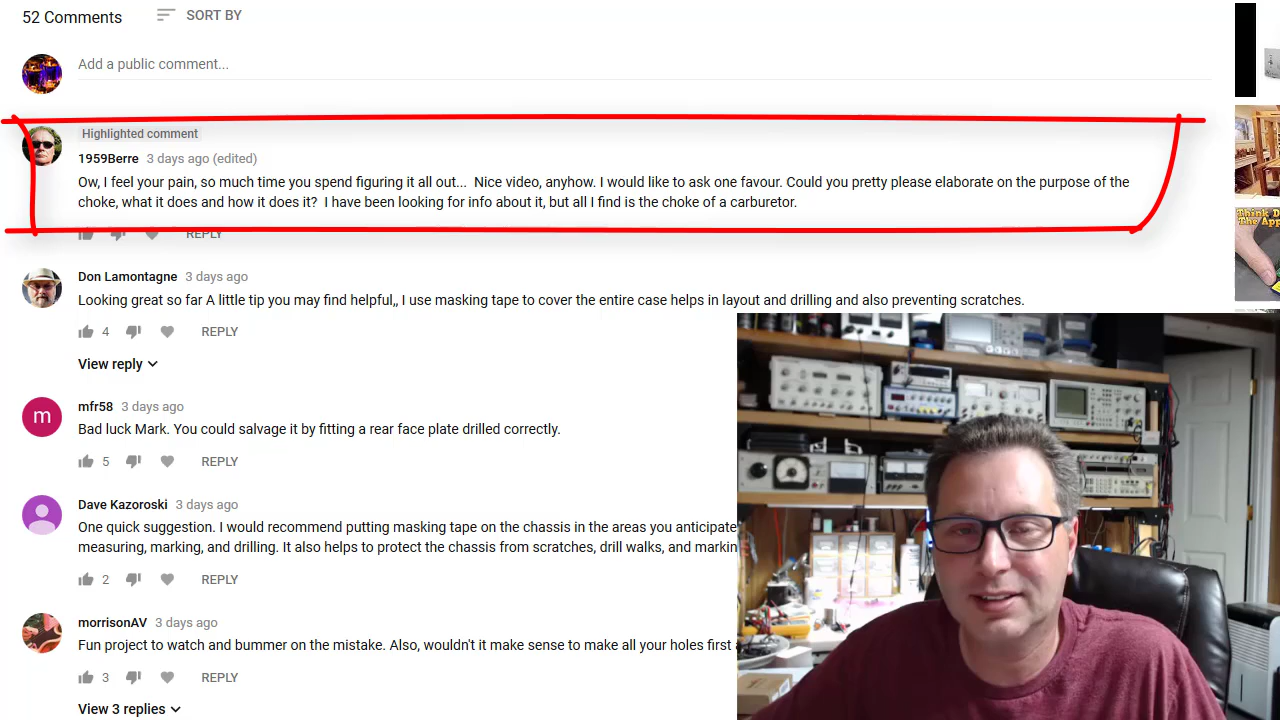 52 Comments
SORT BY
Add a public comment...
Highlighted comment
1959Berre 3 days ago (edited)
Ow, I feel your pain, so much time you spend figuring it all out... Nice video, anyhow. I would like to ask one favour. Could you pretty please elaborate on the purpose of the
choke, what it does and how it does it? I have been looking for info about it, but all I find is the choke of a carburetor.
REPLY
Think D
The App
Don Lamontagne 3 days ago
Looking great so far A little tip you may find helpful,, I use masking tape to cover the entire case helps in layout and drilling and also preventing scratches.
4 REPLY
View reply
m
mfr58 3 days ago
Bad luck Mark. You could salvage it by fitting a rear face plate drilled correctly.
5 REPLY
Dave Kazoroski 3 days ago
One quick suggestion. I would recommend putting masking tape on the chassis in the areas you anticipate
measuring, marking, and drilling. It also helps to protect the chassis from scratches, drill walks, and markin
2 REPLY
morrisonAV 3 days ago
Fun project to watch and bummer on the mistake. Also, wouldn't it make sense to make all your holes first
3 REPLY
View 3 replies